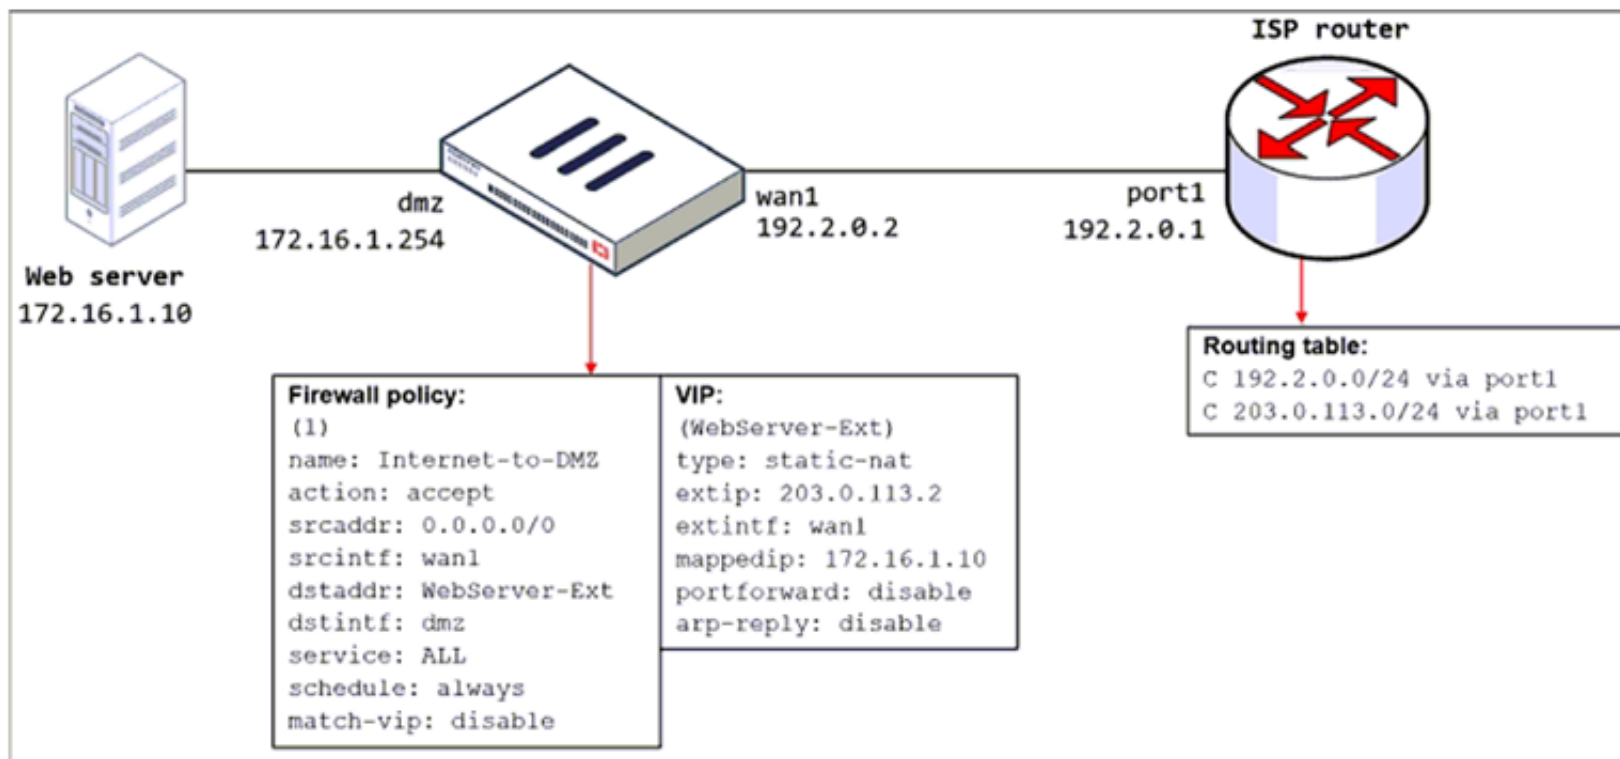 ISP router
dmz
172.16.1.254
wan1
192.2.0.2
port1
192.2.0.1
Web server
172.16.1.10
Routing table:
C 192.2.0.0/24 via port1
C 203.0.113.0/24 via port1
Firewall policy:
(1)
name: Internet-to-DMZ
action: accept
srcaddr: 0.0.0.0/0
srcintf: wan1
dstaddr: WebServer-Ext
dstintf: dmz
service: ALL
schedule: always
match-vip: disable
VIP:
(WebServer-Ext)
type: static-nat
extip: 203.0.113.2
extintf: wan1
mappedip: 172.16.1.10
portforward: disable
arp-reply: disable